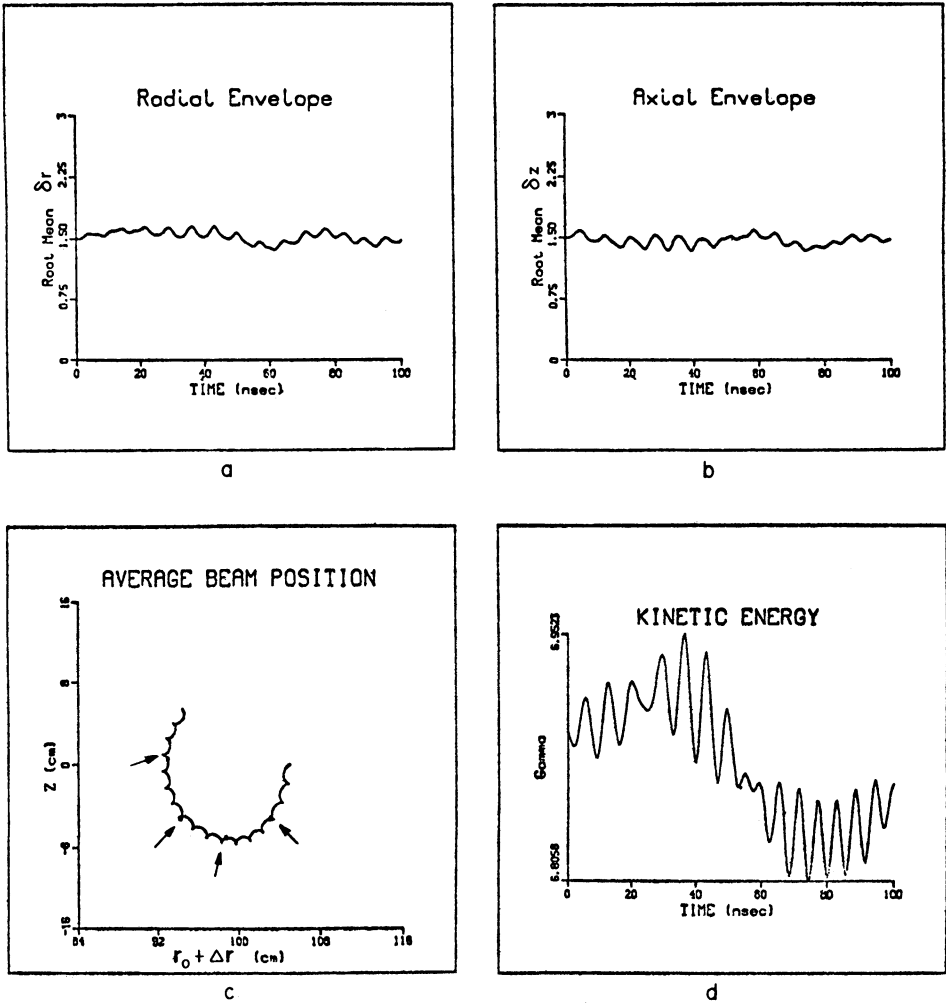 Radial Envelope
Root Mean δr
3
2.25
1.50
0.75
0
0 20 40 60 80 100
TIME (nsec)
a
Axial Envelope
Root Mean δz
3
2.25
1.50
0.75
0
0 20 40 60 80 100
TIME (nsec)
b
AVERAGE BEAM POSITION
Z (cm)
16
8
0
-8
-16
84 92 100 108 116
r₀ + Δr (cm)
c
KINETIC ENERGY
Gamma
6.9523
6.8058
0 20 40 60 80 100
TIME (nsec)
d